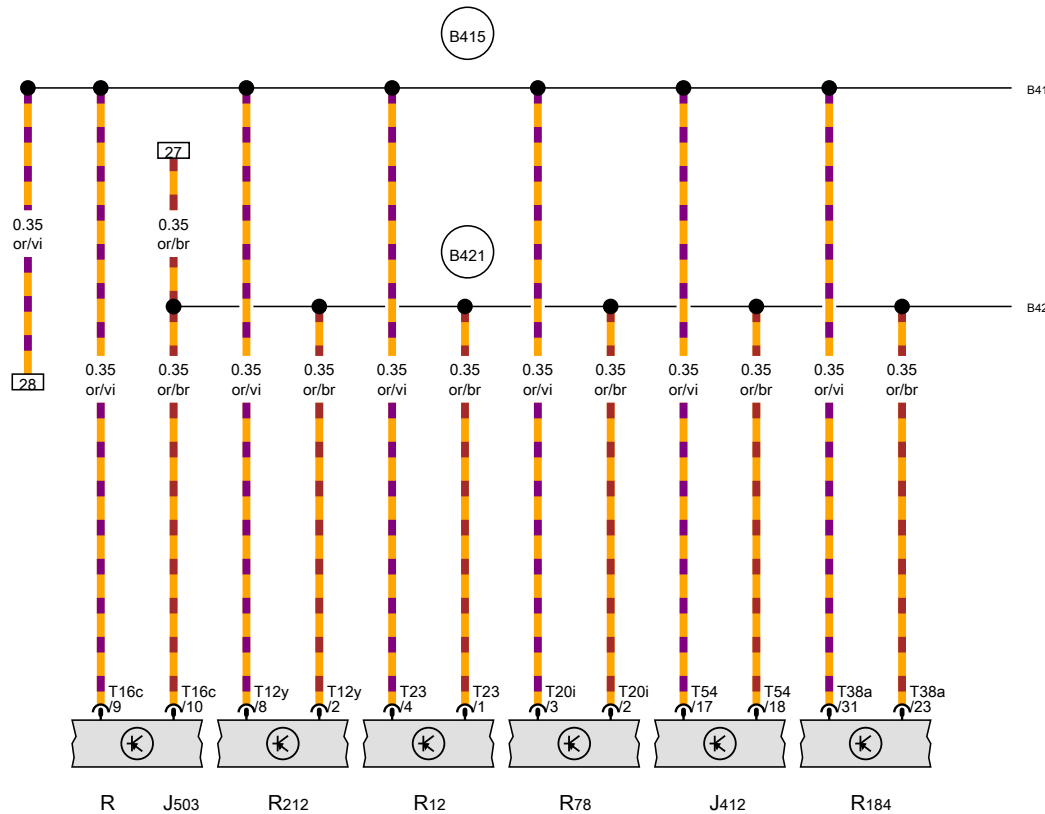 B415
B41
27
0.35
or/vi
0.35
or/br
B421
B42
28
0.35
or/vi
0.35
or/br
0.35
or/vi
0.35
or/br
0.35
or/vi
0.35
or/br
0.35
or/vi
0.35
or/br
0.35
or/vi
0.35
or/br
0.35
or/vi
0.35
or/br
T16c
/9
T16c
/10
T12y
/8
T12y
/2
T23
/4
T23
/1
T20i
/3
T20i
/2
T54
/17
T54
/18
T38a
/31
T38a
/23
R J503 R212 R12 R78 J412 R184